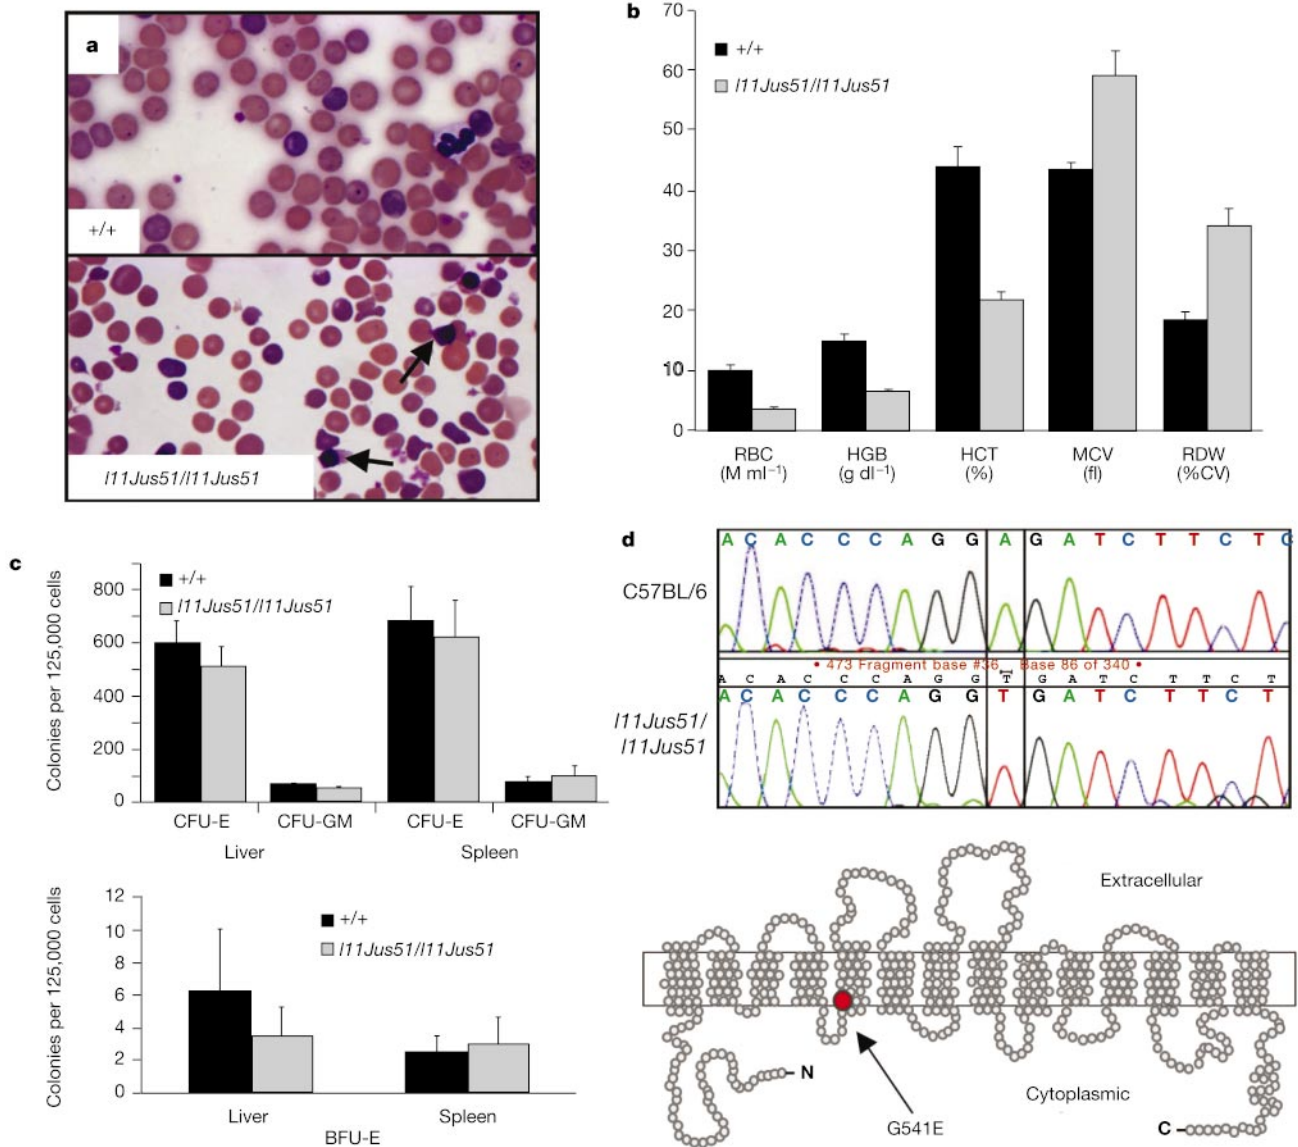 a
+/+
l11Jus51/l11Jus51
b
70
60
50
40
30
20
10
0
+/+
l11Jus51/l11Jus51
RBC
(M ml⁻¹)
HGB
(g dl⁻¹)
HCT
(%)
MCV
(fl)
RDW
(%CV)
c
Colonies per 125,000 cells
800
600
400
200
0
+/+
l11Jus51/l11Jus51
CFU-E CFU-GM CFU-E CFU-GM
Liver Spleen
Colonies per 125,000 cells
12
10
8
6
4
2
0
+/+
l11Jus51/l11Jus51
Liver Spleen
BFU-E
d
C57BL/6
A C A C C C A G G A G A T C T T C T C
• 473 Fragment base #36 Base 86 of 340 •
A C A C C C A G G T G A T C T T C T
A C A C C C A G G T G A T C T T C T
l11Jus51/
l11Jus51
Extracellular
N
Cytoplasmic
C
G541E